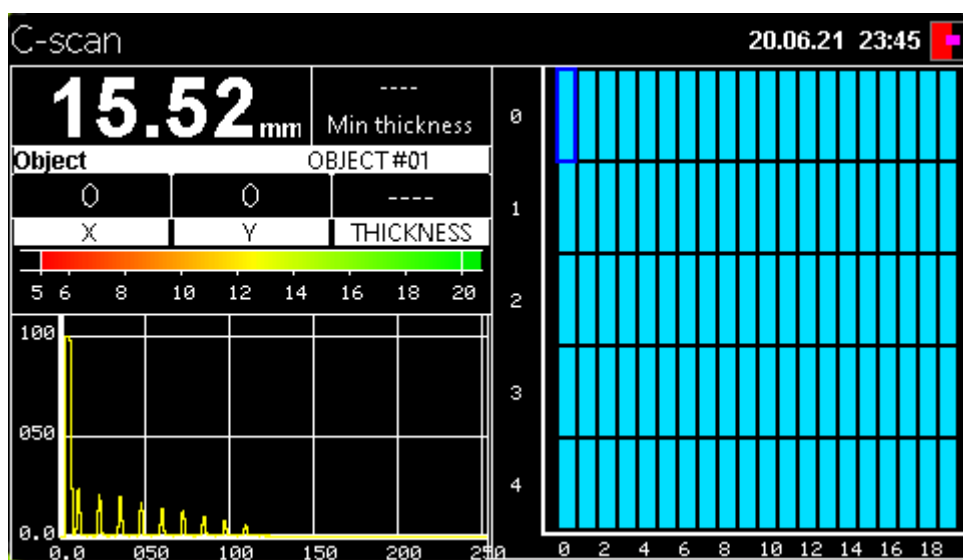 C-scan 20.06.21 23:45
15.52 mm ----
Min thickness
Object OBJECT #01
0 0 ----
X Y THICKNESS
5 6 8 10 12 14 16 18 20
100
050
0.0
0.0 050 100 150 200 250
0
1
2
3
4
0 2 4 6 8 10 12 14 16 18